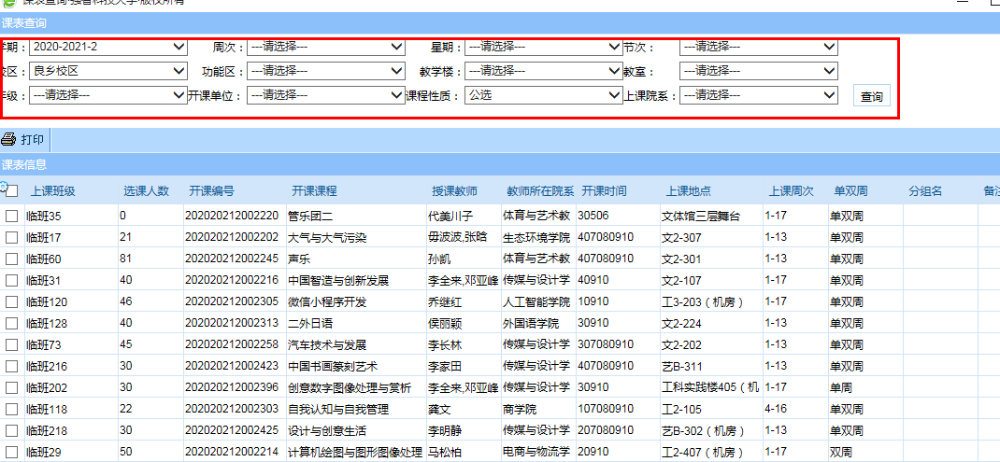 课表查询-强智科技大学-版权所有
课表查询
学期： 2020-2021-2 周次： ---请选择--- 星期： ---请选择--- 节次： ---请选择---
校区： 良乡校区 功能区： ---请选择--- 教学楼： ---请选择--- 教室： ---请选择---
年级： ---请选择--- 开课单位： ---请选择--- 课程性质： 公选 上课院系： ---请选择--- 查询
打印
课表信息
上课班级 选课人数 开课编号 开课课程 授课教师 教师所在院系 开课时间 上课地点 上课周次 单双周 分组名 备注
临班35 0 202020212002220 管乐团二 代美川子 体育与艺术教 30506 文体馆三层舞台 1-17 单双周
临班17 21 202020212002202 大气与大气污染 毋波波,张晗 生态环境学院 407080910 文2-307 1-13 单双周
临班60 81 202020212002245 声乐 孙凯 体育与艺术教 407080910 文2-301 1-13 单双周
临班31 40 202020212002216 中国智造与创新发展 李全来,邓亚峰 传媒与设计学 40910 文2-107 1-17 单双周
临班120 46 202020212002305 微信小程序开发 乔继红 人工智能学院 10910 工3-203（机房） 1-17 单双周
临班128 40 202020212002313 二外日语 侯丽颖 外国语学院 30910 文2-224 1-13 单双周
临班73 45 202020212002258 汽车技术与发展 李长林 传媒与设计学 307080910 文2-202 1-13 单双周
临班216 30 202020212002423 中国书画篆刻艺术 李家田 传媒与设计学 407080910 艺B-311 1-13 单双周
临班202 30 202020212002396 创意数字图像处理与赏析 李全来,邓亚峰 传媒与设计学 30910 工科实践楼405（机 1-17 单周
临班118 22 202020212002303 自我认知与自我管理 龚文 商学院 107080910 工2-105 4-16 单双周
临班218 30 202020212002425 设计与创意生活 李明静 传媒与设计学 207080910 艺B-302（机房） 1-13 单双周
临班29 50 202020212002214 计算机绘图与图形图像处理 马松柏 电商与物流学 20910 工2-407（机房） 1-17 双周